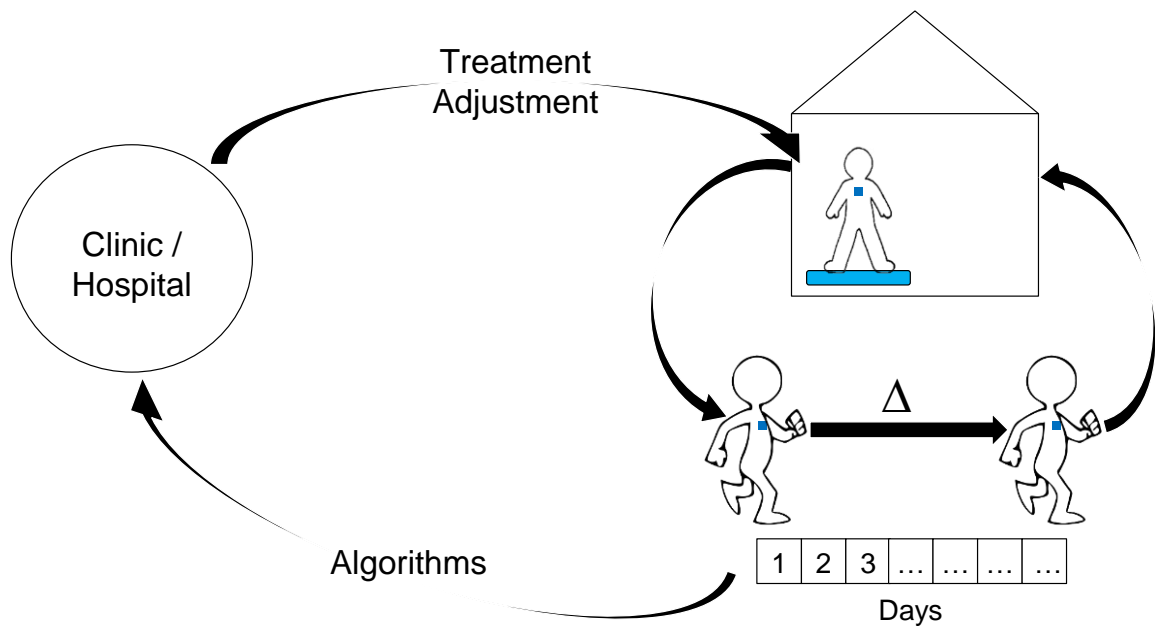 Treatment
Adjustment
Clinic /
Hospital
Δ
Algorithms
1 2 3 ... ... ... ...
Days